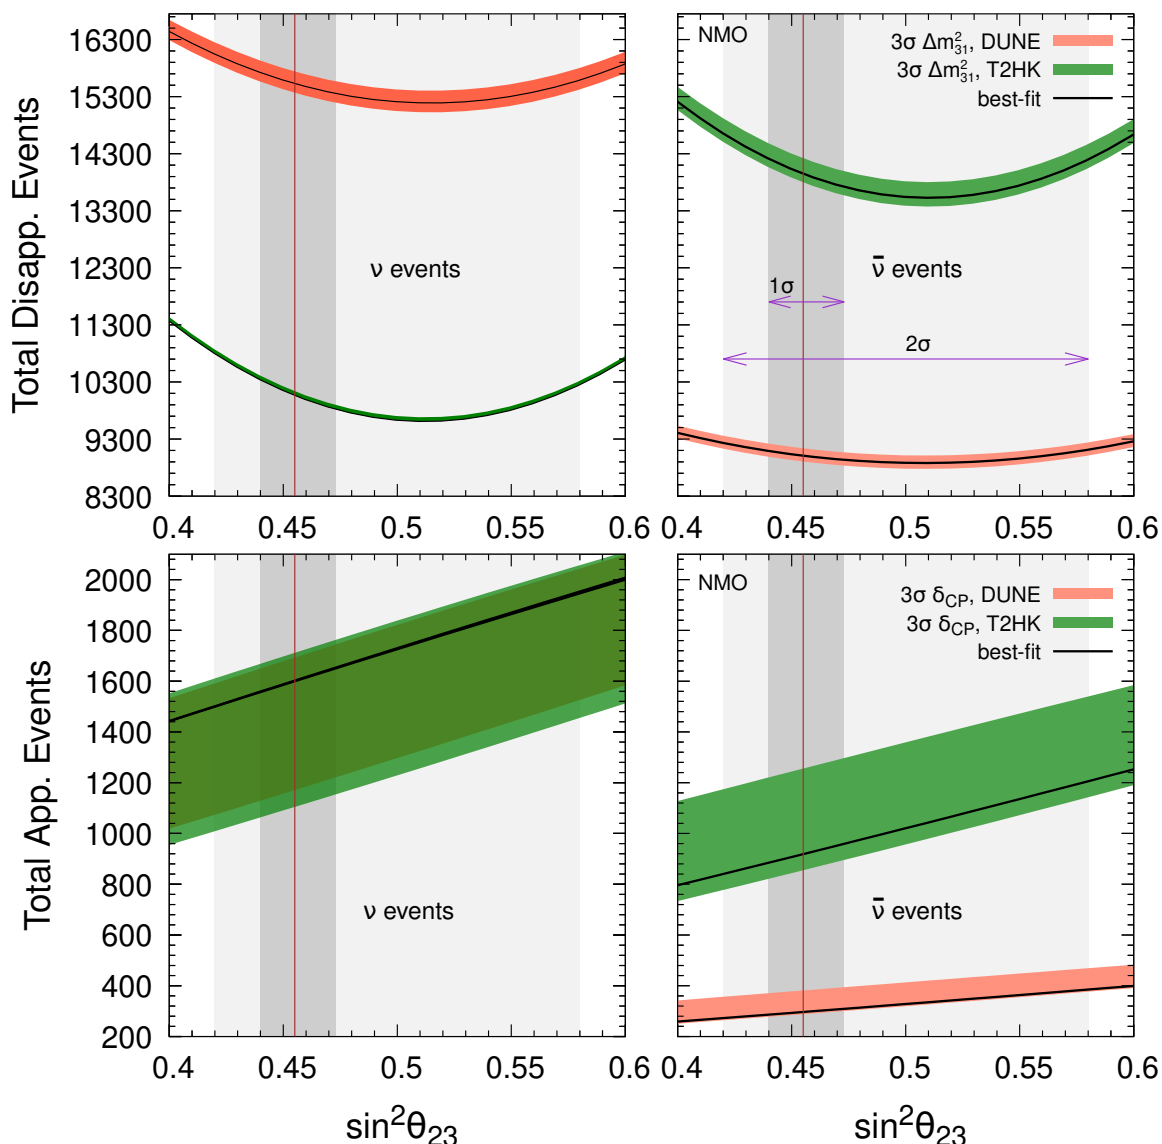 Total Disapp. Events
16300
15300
14300
13300
12300
11300
10300
9300
8300
ν events
0.4 0.45 0.5 0.55 0.6
NMO
3σ Δm²₃₁, DUNE
3σ Δm²₃₁, T2HK
best-fit
ν̄ events
1σ
2σ
0.4 0.45 0.5 0.55 0.6
Total App. Events
2000
1800
1600
1400
1200
1000
800
600
400
200
ν events
0.4 0.45 0.5 0.55 0.6
sin²θ₂₃
NMO
3σ δ_CP, DUNE
3σ δ_CP, T2HK
best-fit
ν̄ events
0.4 0.45 0.5 0.55 0.6
sin²θ₂₃